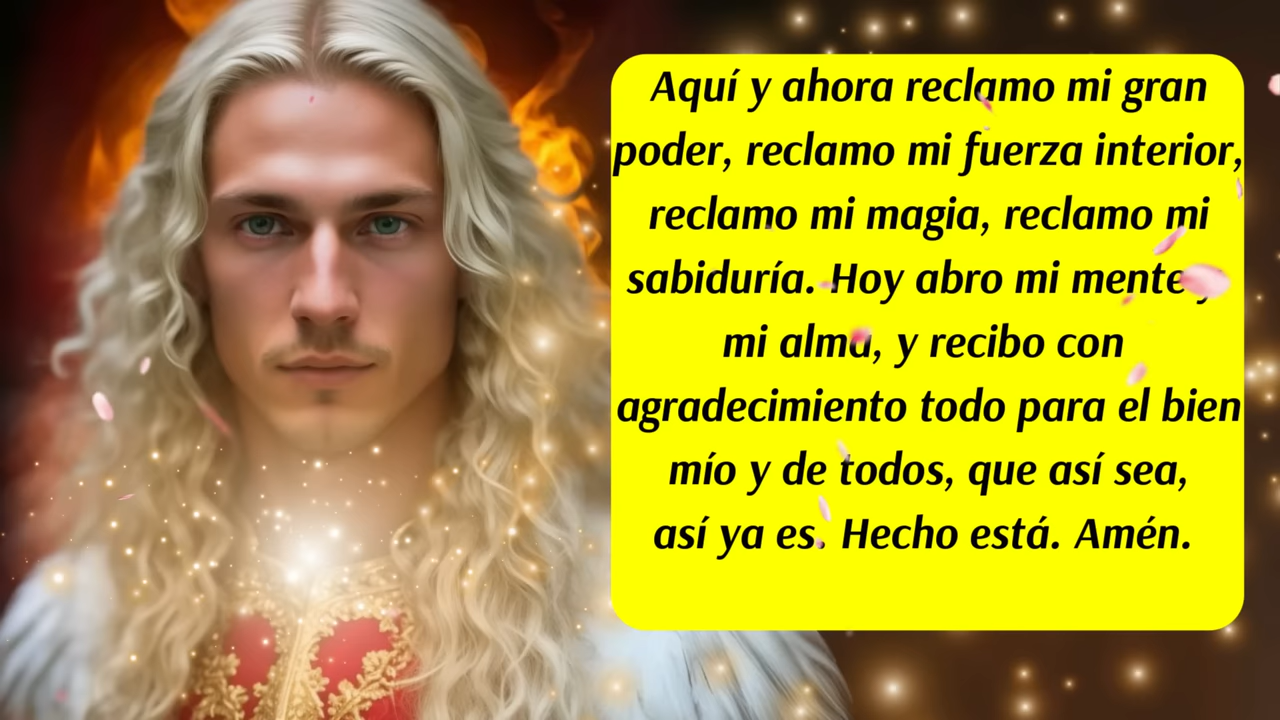 Aquí y ahora reclamo mi gran
poder, reclamo mi fuerza interior,
reclamo mi magia, reclamo mi
sabiduría. Hoy abro mi mente y
mi alma, y recibo con
agradecimiento todo para el bien
mío y de todos, que así sea,
así ya es. Hecho está. Amén.